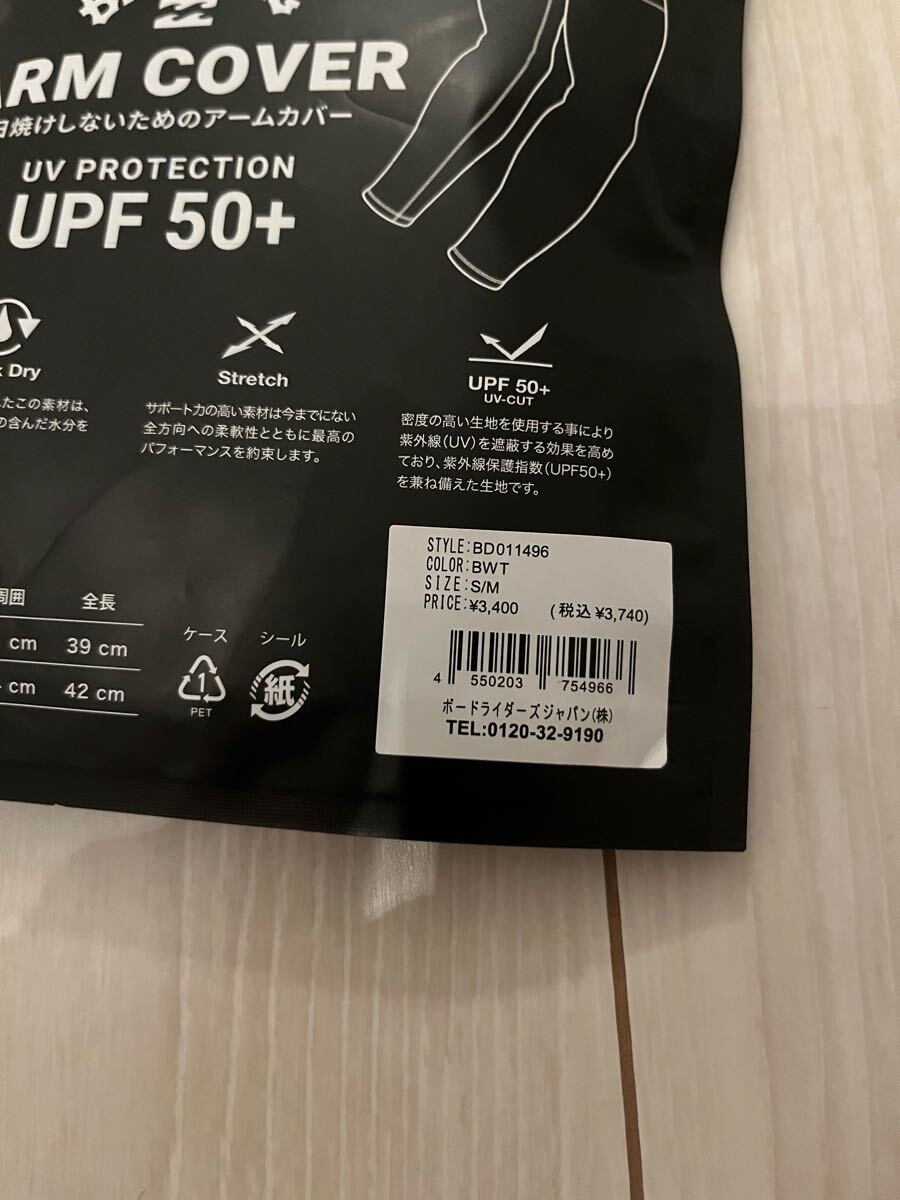 ARM COVER
日焼けしないためのアームカバー
UV PROTECTION
UPF 50+
Dry
たこの素材は、
の含んだ水分を
Stretch
サポート力の高い素材は今までにない
全方向への柔軟性とともに最高の
パフォーマンスを約束します。
UPF 50+
UV-CUT
密度の高い生地を使用する事により
紫外線(UV)を遮蔽する効果を高め
ており、紫外線保護指数(UPF50+)
を兼ね備えた生地です。
周囲 全長
cm 39 cm
cm 42 cm
ケース シール
1 紙
PET
STYLE:BD011496
COLOR:BWT
SIZE:S/M
PRICE:¥3,400 (税込 ¥3,740)
4 550203 754966
ボードライダーズジャパン(株)
TEL:0120-32-9190